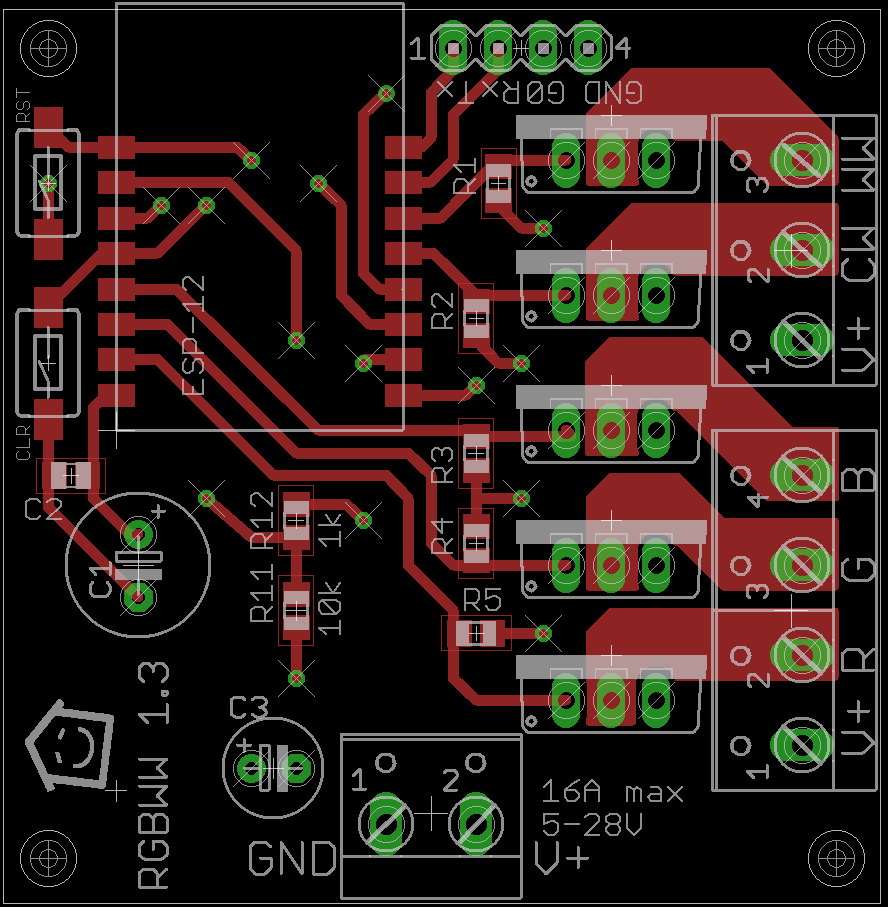 1
4
TX
RX
G0
GND
RST
ESP-12
CLR
R1
R2
R3
R4
R5
R12
1k
R11
10k
C2
C1
+
C3
+
3
WW
2
CW
1
V+
4
B
3
G
2
R
1
V+
RGBWW 1.3
1
2
GND
V+
16A max
5-28V